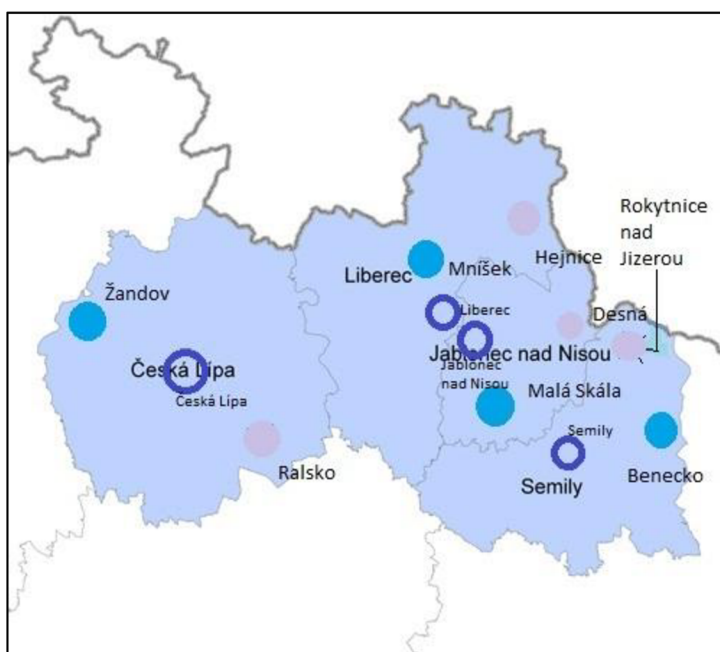 Rokytnice
nad
Jizerou
Hejnice
Mníšek
Liberec
Žandov
Liberec
Desná
Jablonec nad Nisou
Jablonec
nad Nisou
Česká Lípa
Česká Lípa
Malá Skála
Semily
Ralsko
Benecko
Semily